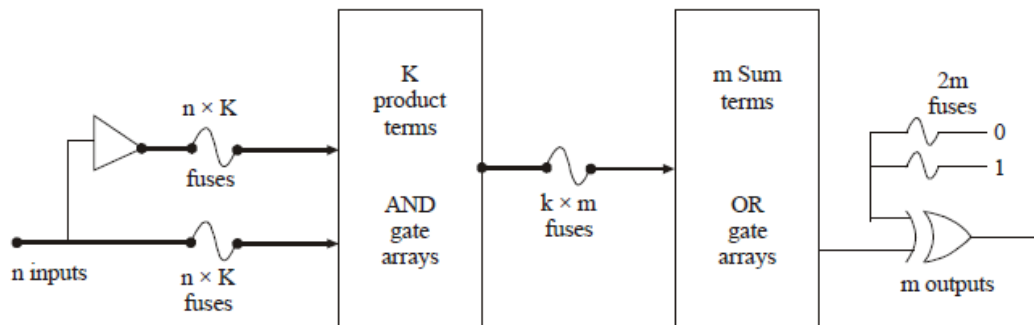 n × K
fuses
n inputs
n × K
fuses
K
product
terms
AND
gate
arrays
k × m
fuses
m Sum
terms
OR
gate
arrays
2m
fuses
0
1
m outputs